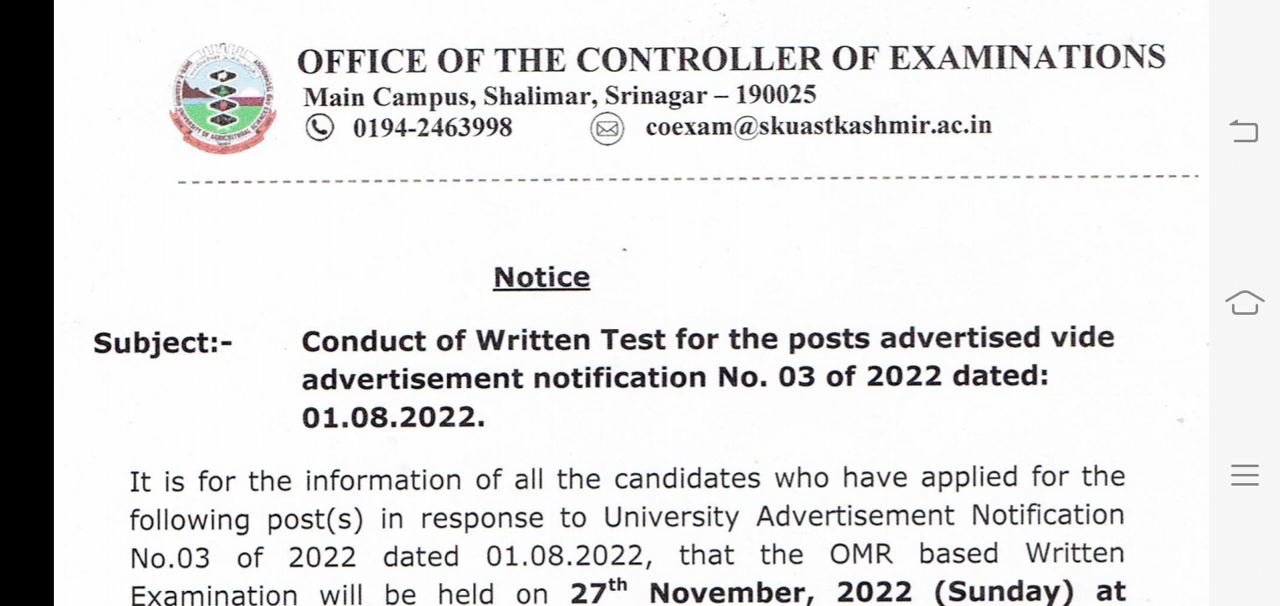 OFFICE OF THE CONTROLLER OF EXAMINATIONS
Main Campus, Shalimar, Srinagar – 190025
0194-2463998 coexam@skuastkashmir.ac.in
Notice
Subject:- Conduct of Written Test for the posts advertised vide
advertisement notification No. 03 of 2022 dated:
01.08.2022.
It is for the information of all the candidates who have applied for the
following post(s) in response to University Advertisement Notification
No.03 of 2022 dated 01.08.2022, that the OMR based Written
Examination will be held on 27th November, 2022 (Sunday) at